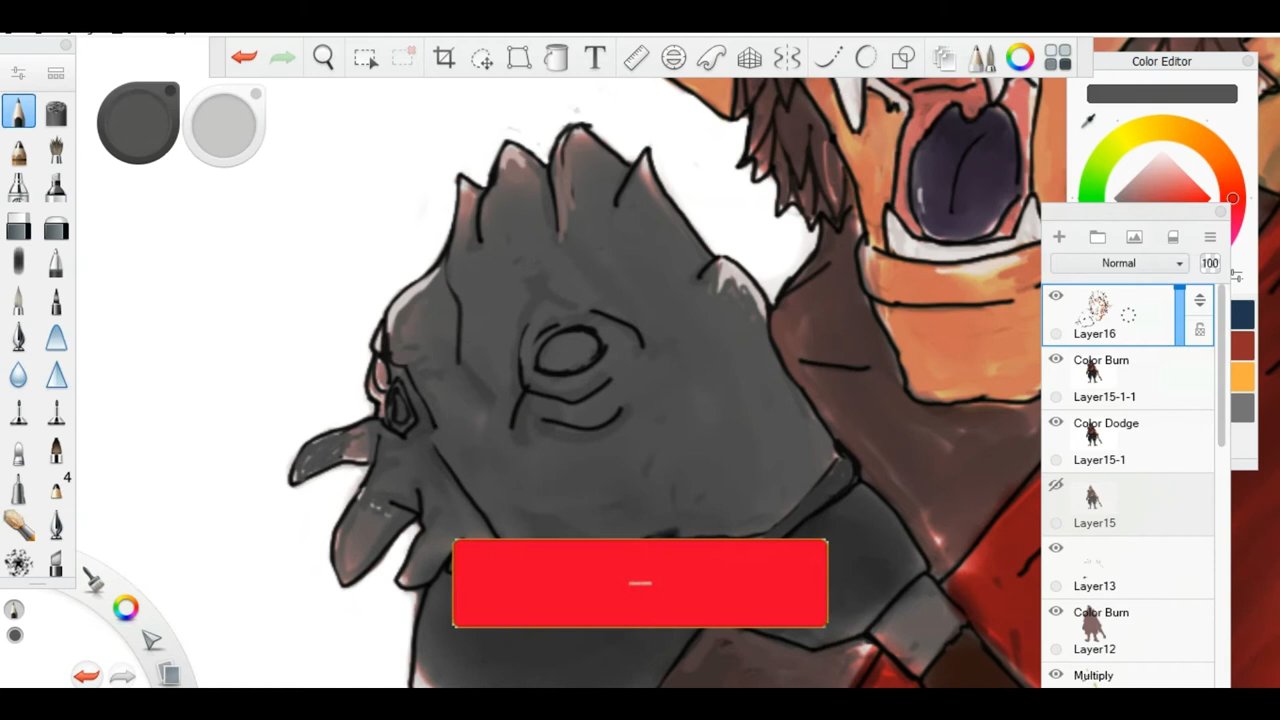 T
Color Editor
Normal
100
Layer16
Color Burn
Layer15-1-1
Color Dodge
Layer15-1
Layer15
Layer13
Color Burn
Layer12
Multiply
4